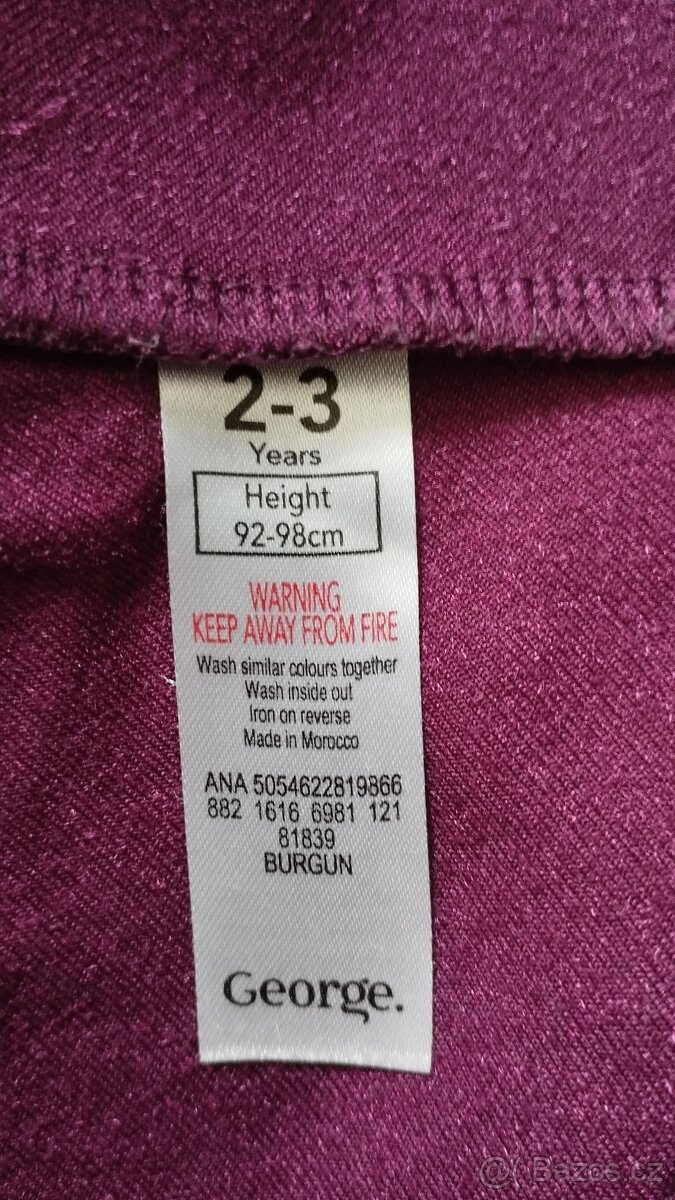 2-3
Years
Height
92-98cm
WARNING
KEEP AWAY FROM FIRE
Wash similar colours together
Wash inside out
Iron on reverse
Made in Morocco
ANA 5054622819866
882 1616 6981 121
81839
BURGUN
George.
Bazos.cz